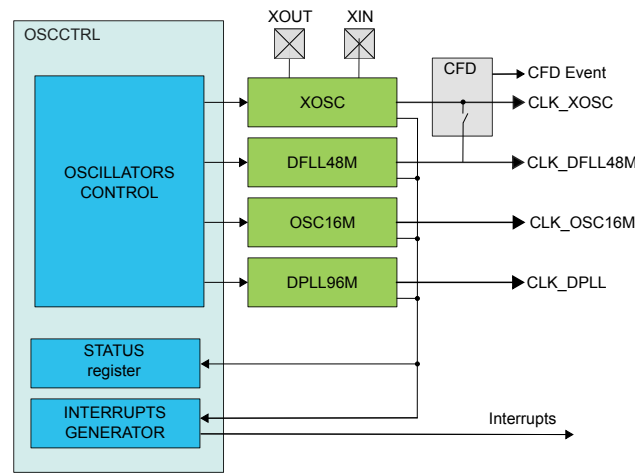 XOUT
XIN
OSCCTRL
CFD
CFD Event
XOSC
CLK_XOSC
OSCILLATORS
CONTROL
DFLL48M
CLK_DFLL48M
OSC16M
CLK_OSC16M
DPLL96M
CLK_DPLL
STATUS
register
INTERRUPTS
GENERATOR
Interrupts